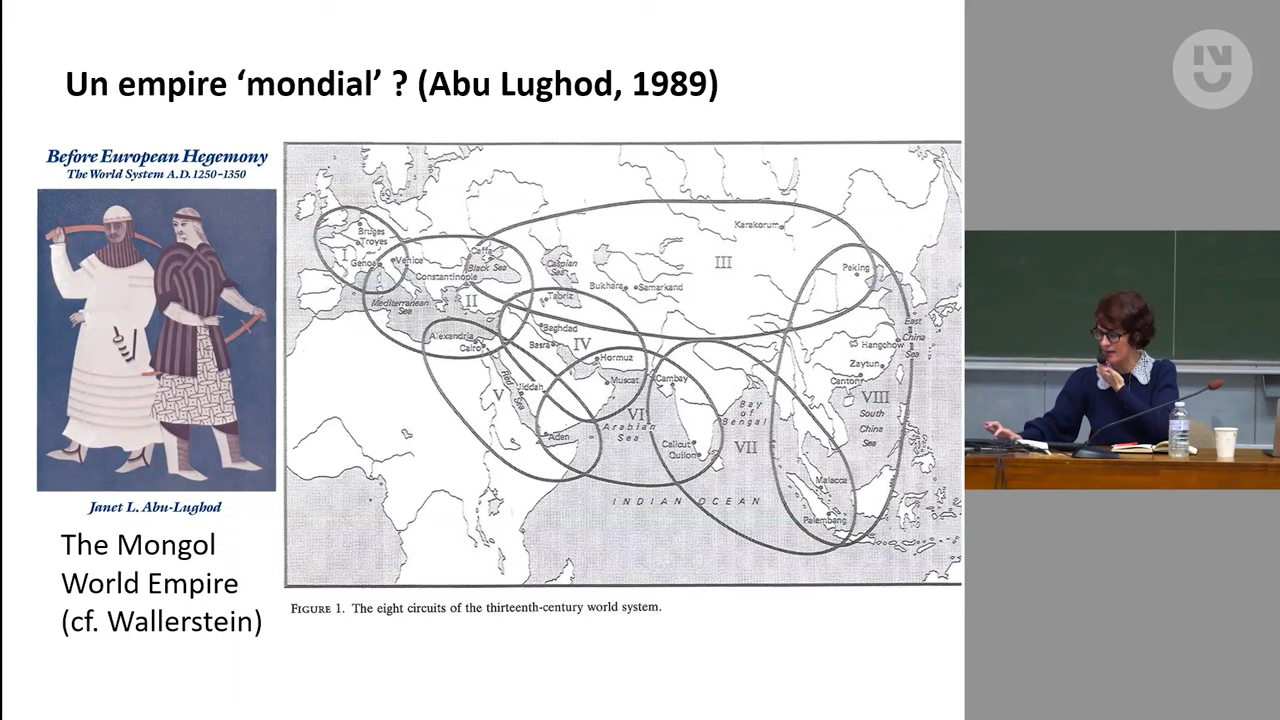 Un empire ‘mondial’ ? (Abu Lughod, 1989)
Before European Hegemony
The World System A.D. 1250–1350
Janet L. Abu-Lughod
The Mongol
World Empire
(cf. Wallerstein)
Bruges
Troyes
I
Genoa
Venice
Caffa
Black Sea
Constantinople
II
Mediterranean
Sea
Caspian
Sea
Tabriz
Karakorum
III
Bukhara
Samarkand
Peking
Alexandria
Cairo
Baghdad
Basra
IV
Hormuz
Muscat
V
Red
Sea
Jiddah
Aden
VI
Arabian
Sea
Cambay
Calicut
Quilon
Bay
of
Bengal
VII
East
China
Sea
Hangchow
Zaytun
Canton
VIII
South
China
Sea
Malacca
Palembang
INDIAN OCEAN
FIGURE 1. The eight circuits of the thirteenth-century world system.